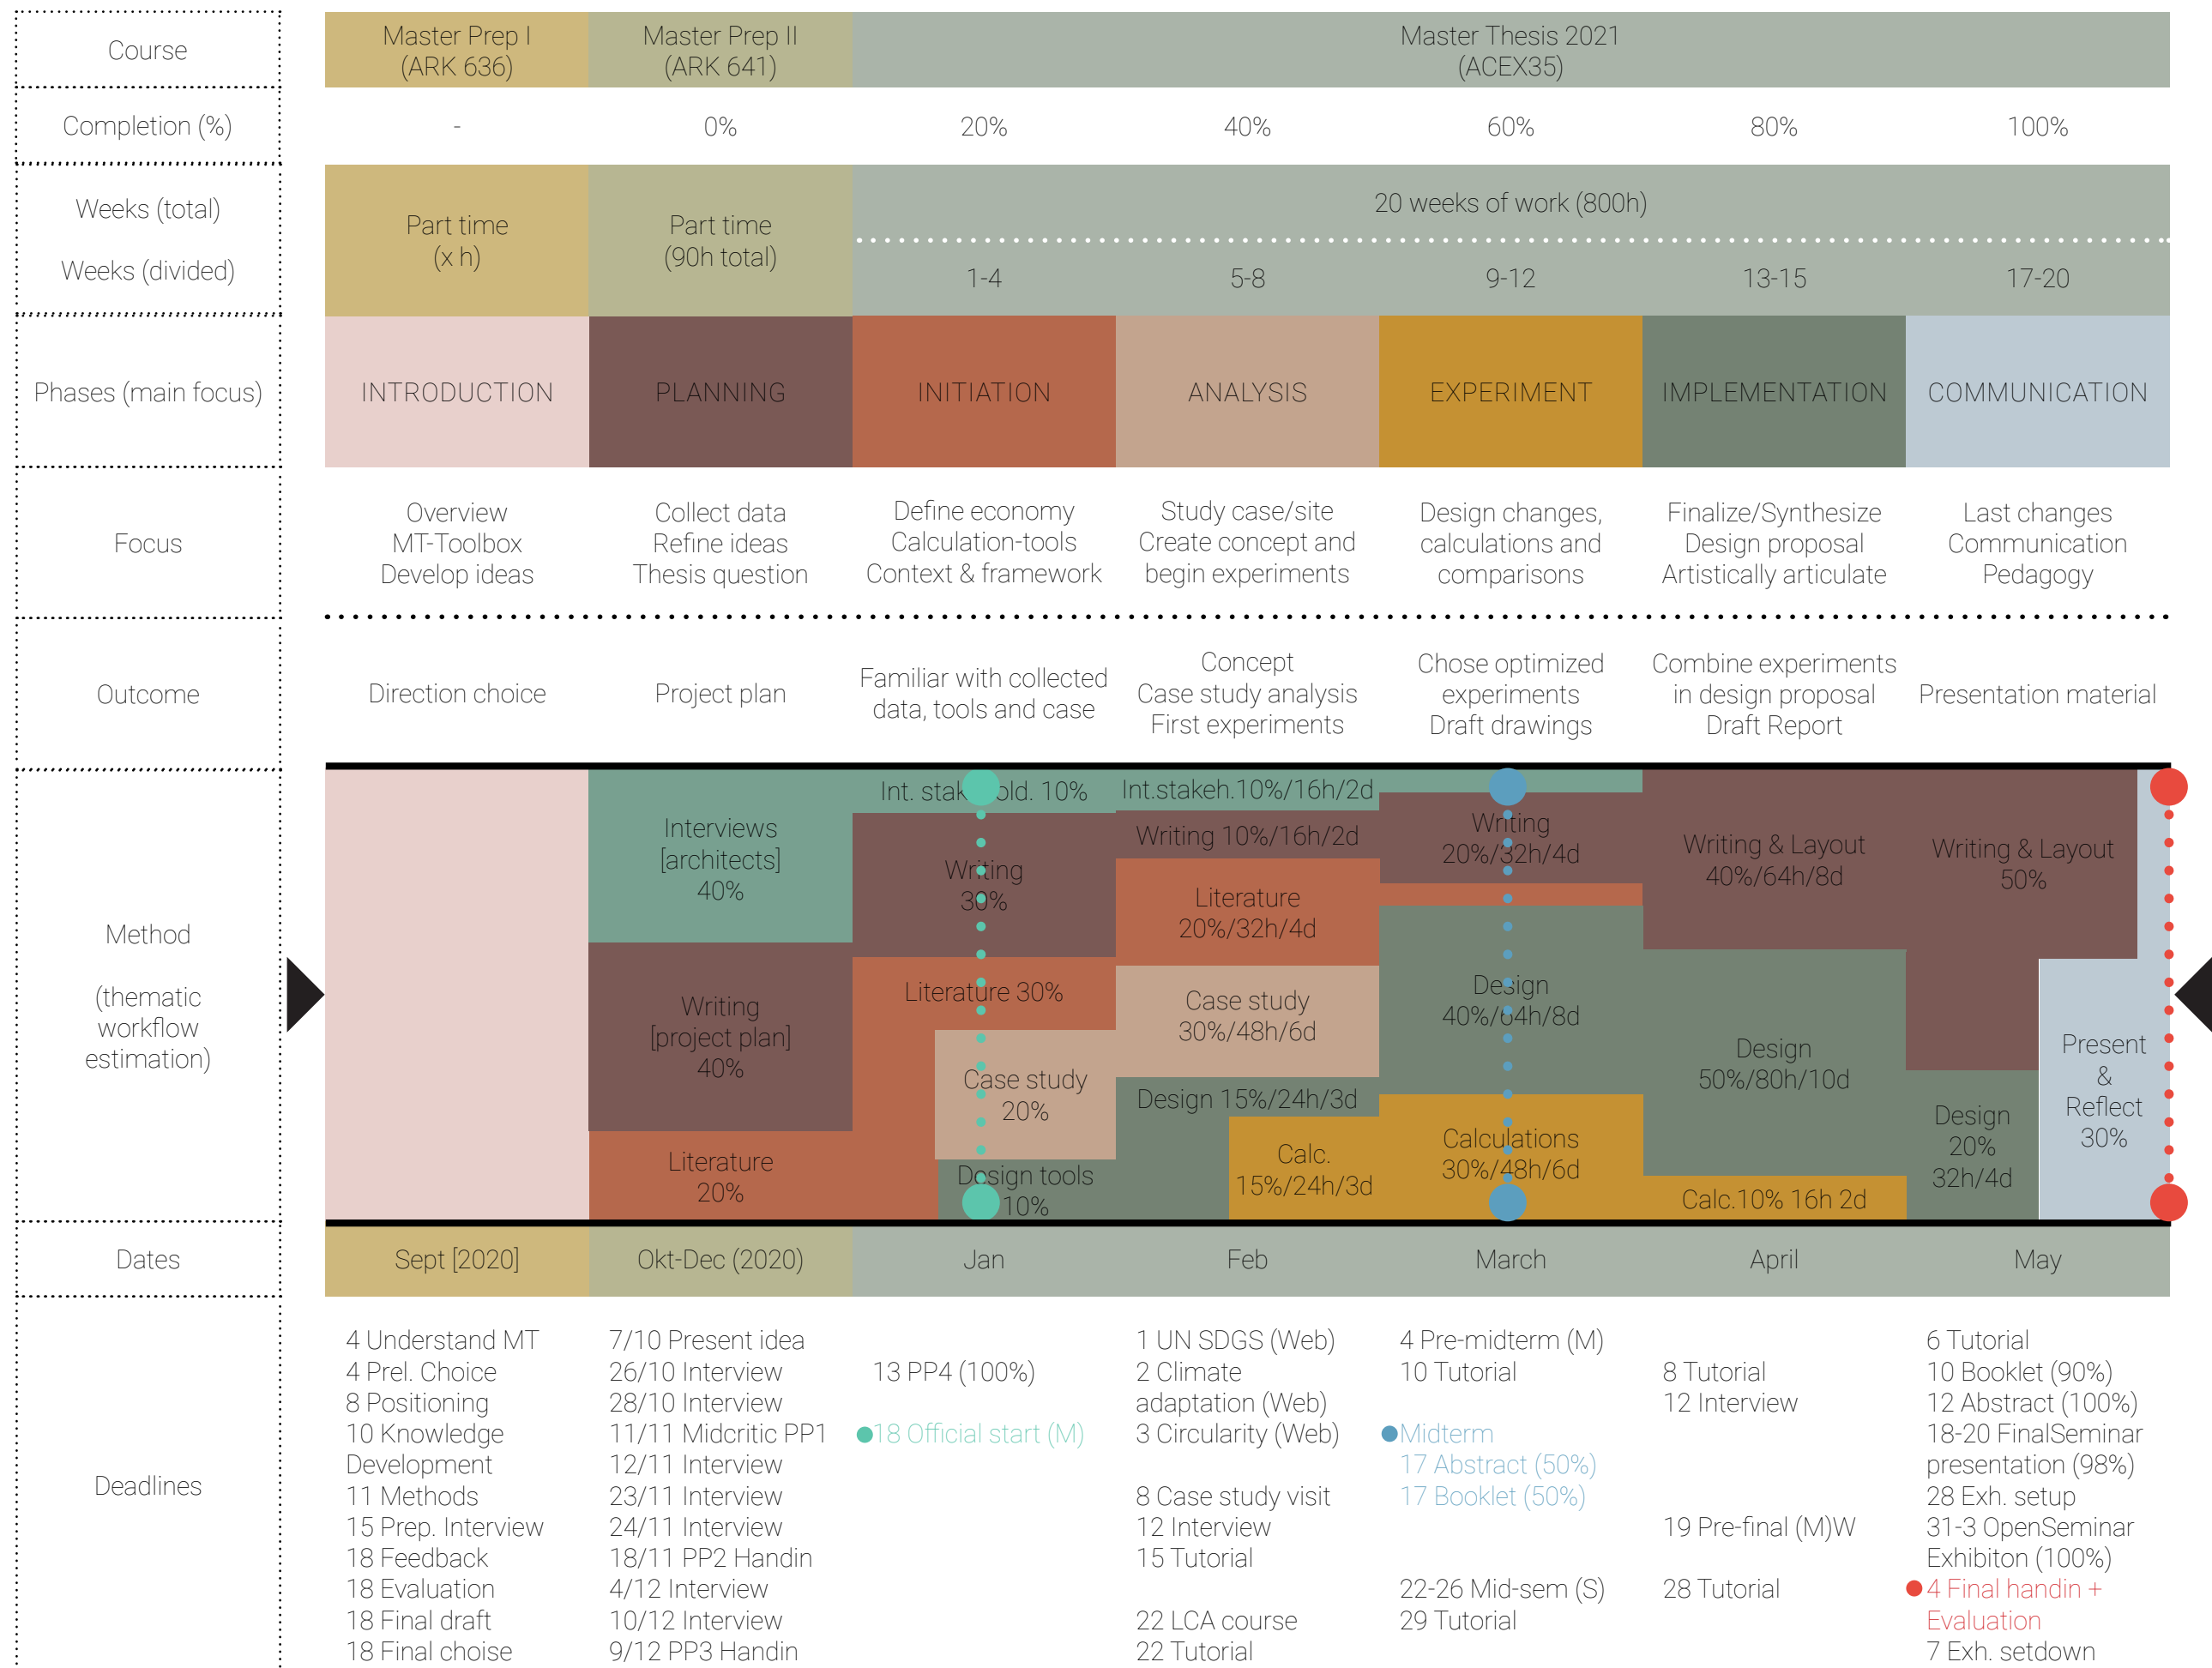 Course
Master Prep I
(ARK 636)
Master Prep II
(ARK 641)
Master Thesis 2021
(ACEX35)
Completion (%)
-
0%
20%
40%
60%
80%
100%
Weeks (total)
Weeks (divided)
Part time
(x h)
Part time
(90h total)
20 weeks of work (800h)
1-4
5-8
9-12
13-15
17-20
Phases (main focus)
INTRODUCTION
PLANNING
INITIATION
ANALYSIS
EXPERIMENT
IMPLEMENTATION
COMMUNICATION
Focus
Overview
MT-Toolbox
Develop ideas
Collect data
Refine ideas
Thesis question
Define economy
Calculation-tools
Context & framework
Study case/site
Create concept and
begin experiments
Design changes,
calculations and
comparisons
Finalize/Synthesize
Design proposal
Artistically articulate
Last changes
Communication
Pedagogy
Outcome
Direction choice
Project plan
Familiar with collected
data, tools and case
Concept
Case study analysis
First experiments
Chose optimized
experiments
Draft drawings
Combine experiments
in design proposal
Draft Report
Presentation material
Method
(thematic
workflow
estimation)
Interviews
[architects]
40%
Writing
[project plan]
40%
Literature
20%
Int. stakehold. 10%
Writing
30%
Literature 30%
Case study
20%
Design tools
10%
Int.stakeh.10%/16h/2d
Writing 10%/16h/2d
Literature
20%/32h/4d
Case study
30%/48h/6d
Design 15%/24h/3d
Calc.
15%/24h/3d
Writing
20%/32h/4d
Design
40%/64h/8d
Calculations
30%/48h/6d
Writing & Layout
40%/64h/8d
Design
50%/80h/10d
Calc.10% 16h 2d
Writing & Layout
50%
Design
20%
32h/4d
Present
&
Reflect
30%
Dates
Sept [2020]
Okt-Dec (2020)
Jan
Feb
March
April
May
Deadlines
4 Understand MT
4 Prel. Choice
8 Positioning
10 Knowledge
Development
11 Methods
15 Prep. Interview
18 Feedback
18 Evaluation
18 Final draft
18 Final choise
7/10 Present idea
26/10 Interview
28/10 Interview
11/11 Midcritic PP1
12/11 Interview
23/11 Interview
24/11 Interview
18/11 PP2 Handin
4/12 Interview
10/12 Interview
9/12 PP3 Handin
13 PP4 (100%)
18 Official start (M)
1 UN SDGS (Web)
2 Climate
adaptation (Web)
3 Circularity (Web)
8 Case study visit
12 Interview
15 Tutorial
22 LCA course
22 Tutorial
4 Pre-midterm (M)
10 Tutorial
Midterm
17 Abstract (50%)
17 Booklet (50%)
22-26 Mid-sem (S)
29 Tutorial
8 Tutorial
12 Interview
19 Pre-final (M)W
28 Tutorial
6 Tutorial
10 Booklet (90%)
12 Abstract (100%)
18-20 FinalSeminar
presentation (98%)
28 Exh. setup
31-3 OpenSeminar
Exhibiton (100%)
4 Final handin +
Evaluation
7 Exh. setdown